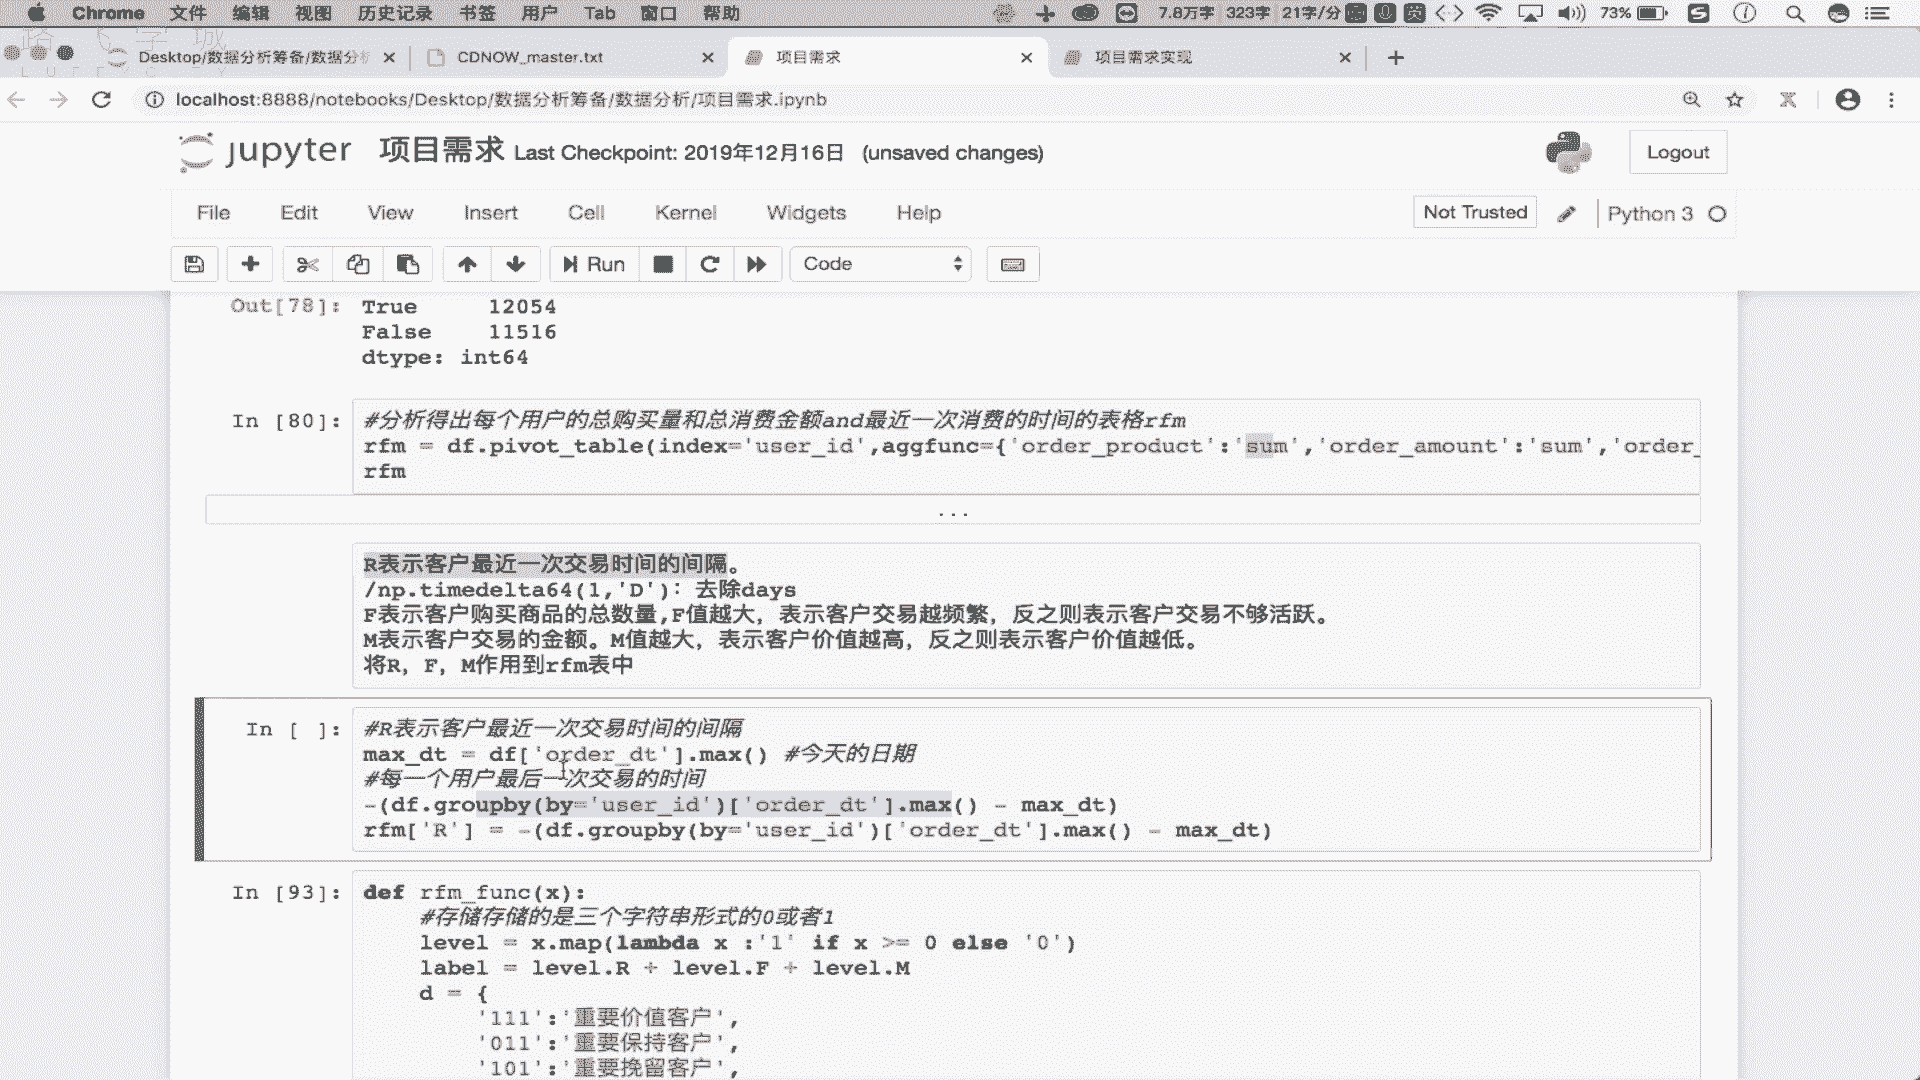 Chrome 文件 编辑 视图 历史记录 书签 用户 Tab 窗口 帮助 7.8万字 323字 21字/分 英 73%
Desktop/数据分析筹备/数据分析 CDNOW_master.txt 项目需求 项目需求实现
localhost:8888/notebooks/Desktop/数据分析筹备/数据分析/项目需求.ipynb
jupyter 项目需求 Last Checkpoint: 2019年12月16日 (unsaved changes) Logout
File Edit View Insert Cell Kernel Widgets Help Not Trusted Python 3
Run Code
Out[78]: True 12054
False 11516
dtype: int64
In [80]: #分析得出每个用户的总购买量和总消费金额and最近一次消费的时间的表格rfm
rfm = df.pivot_table(index='user_id',aggfunc={'order_product':'sum','order_amount':'sum','order_
rfm
...
R表示客户最近一次交易时间的间隔。
/np.timedelta64(1,'D'): 去除days
F表示客户购买商品的总数量,F值越大，表示客户交易越频繁，反之则表示客户交易不够活跃。
M表示客户交易的金额。M值越大，表示客户价值越高，反之则表示客户价值越低。
将R，F，M作用到rfm表中
In [ ]: #R表示客户最近一次交易时间的间隔
max_dt = df['order_dt'].max() #今天的日期
#每一个用户最后一次交易的时间
-(df.groupby(by='user_id')['order_dt'].max() - max_dt)
rfm['R'] = -(df.groupby(by='user_id')['order_dt'].max() - max_dt)
In [93]: def rfm_func(x):
#存储存储的是三个字符串形式的0或者1
level = x.map(lambda x :'1' if x >= 0 else '0')
label = level.R + level.F + level.M
d = {
'111':'重要价值客户',
'011':'重要保持客户',
'101':'重要挽留客户',